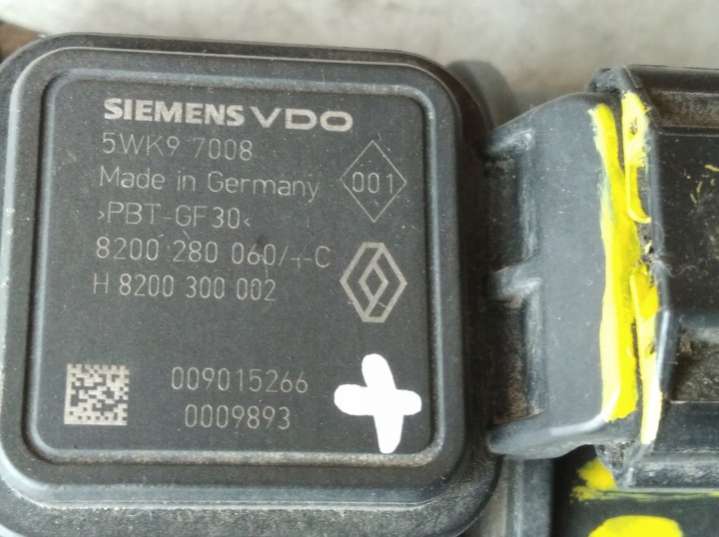 SIEMENS VDO
5WK9 7008
Made in Germany
001
>PBT-GF30<
8200 280 060/--C
H 8200 300 002
009015266
0009893